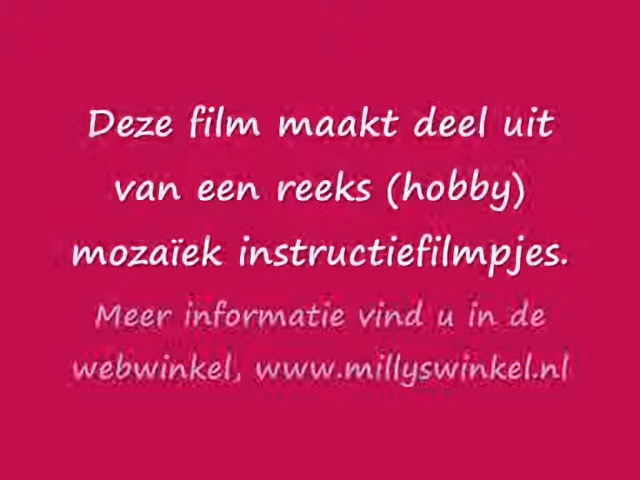 Deze film maakt deel uit
van een reeks (hobby)
mozaïek instructiefilmpjes.
Meer informatie vind u in de
webwinkel, www.millyswinkel.nl